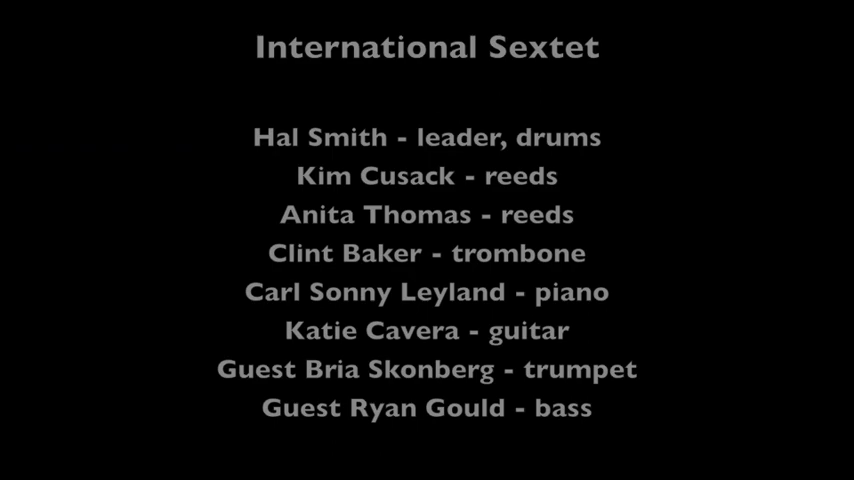 International Sextet
Hal Smith - leader, drums
Kim Cusack - reeds
Anita Thomas - reeds
Clint Baker - trombone
Carl Sonny Leyland - piano
Katie Cavera - guitar
Guest Bria Skonberg - trumpet
Guest Ryan Gould - bass